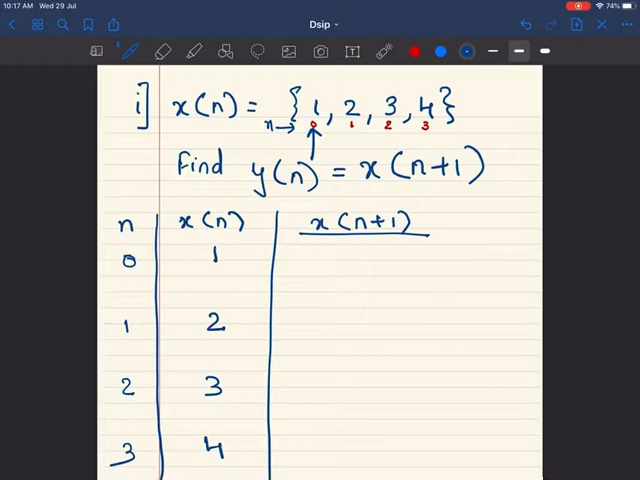 10:17 AM Wed 29 Jul
74%
Dsip
i] x(n) = { 1, 2, 3, 4 }
n→ 0 1 2 3
Find y(n) = x(n+1)
n x(n) x(n+1)
0 1
1 2
2 3
3 4